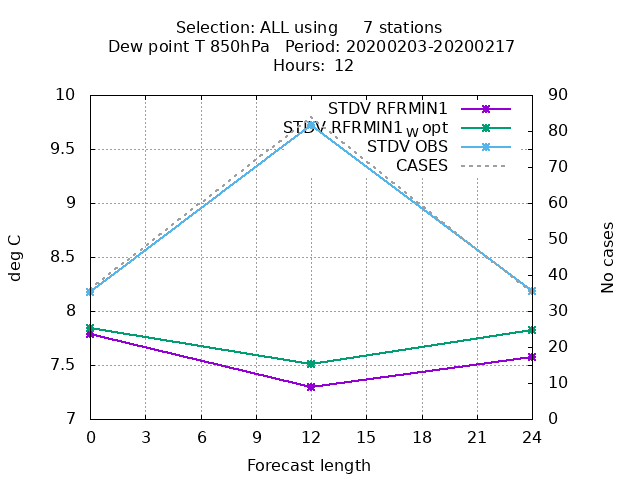 Selection: ALL using 7 stations
Dew point T 850hPa Period: 20200203-20200217
Hours: 12
STDV RFRMIN1
STDV RFRMIN1_w opt
STDV OBS
CASES
deg C
10
9.5
9
8.5
8
7.5
7
90
80
70
60
50
40
30
20
10
0
No cases
0 3 6 9 12 15 18 21 24
Forecast length